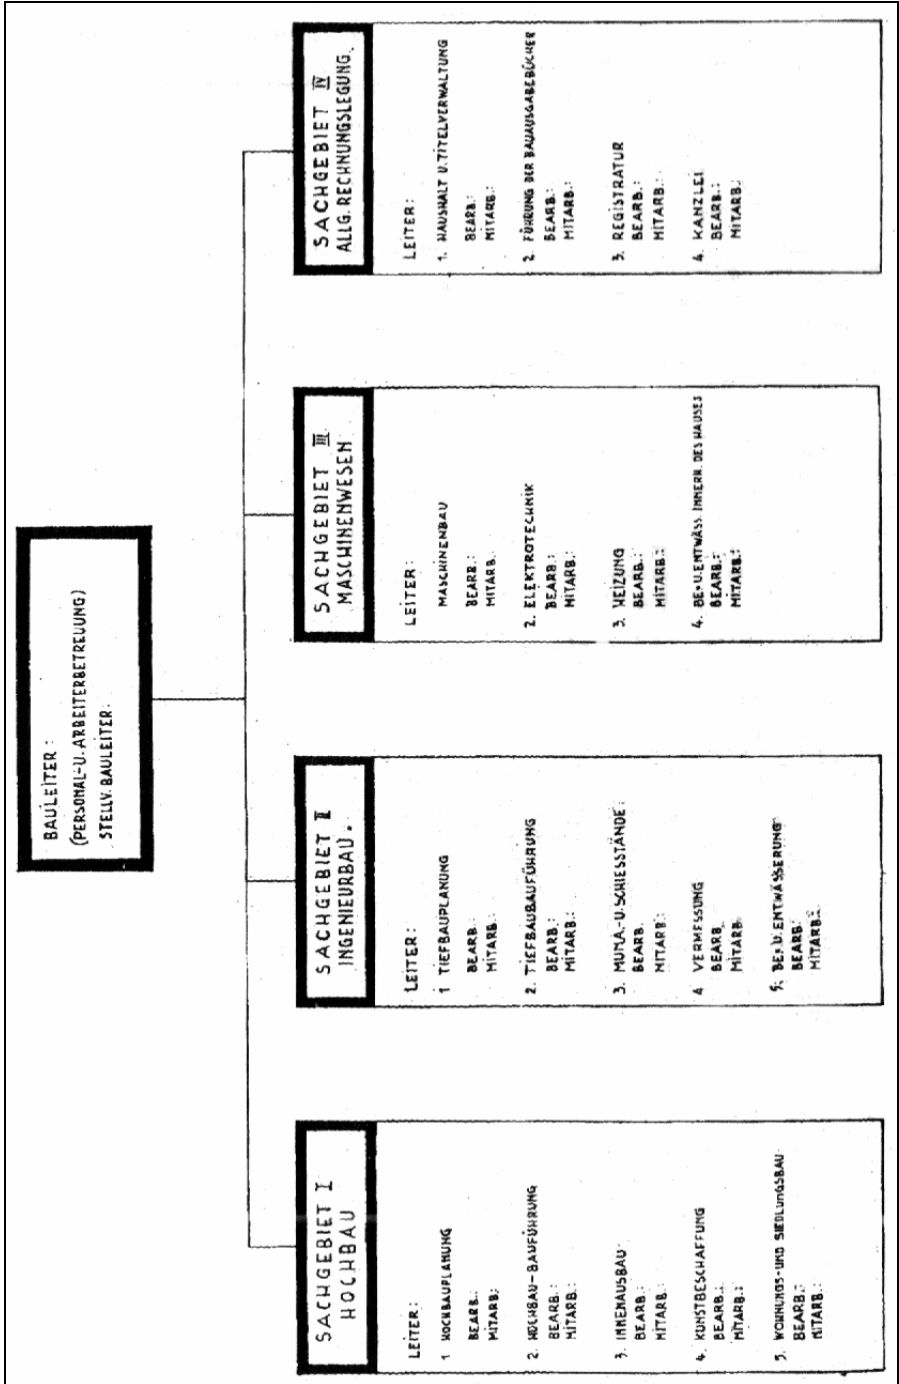 BAULEITER:
(PERSONAL-U. ARBEITERBETREUUNG)
STELLV. BAULEITER:
SACHGEBIET I
HOCHBAU
LEITER:
1 HOCHBAUPLANUNG
BEARB.:
MITARB:
2. HOCHBAU-BAUFÜHRUNG
BEARB.:
MITARB.:
3. INNENAUSBAU
BEARB.:
MITARB.:
4. KUNSTBESCHAFFUNG
BEARB.:
MITARB.:
5. WOHNUNGS-UND SIEDLUNGSBAU
BEARB.:
MITARB.:
SACHGEBIET II
INGENIEURBAU.
LEITER:
1 TIEFBAUPLANUNG
BEARB.:
MITARB.:
2. TIEFBAUBAUFÜHRUNG
BEARB.:
MITARB.:
3. MUNA.-U. SCHIESSTÄNDE:
BEARB.
MITARB.:
4 VERMESSUNG
BEARB.
MITARB.
5. BE- U. ENTWÄSSERUNG
BEARB.
MITARB.:
SACHGEBIET III
MASCHINENWESEN
LEITER:
MASCHINENBAU
BEARB.:
MITARB.
2. ELEKTROTECHNIK
BEARB.:
MITARB.:
3. HEIZUNG
BEARB.:
MITARB.:
4. BE- U. ENTWÄSS. INNERH. DES HAUSES
BEARB.:
MITARB.:
SACHGEBIET IV
ALLG. RECHNUNGSLEGUNG.
LEITER:
1. HAUSHALT U. TITELVERWALTUNG
BEARB.:
MITARB.:
2. FÜHRUNG DER BAUAUSGABEBÜCHER
BEARB.:
MITARB.:
3. REGISTRATUR
BEARB.:
MITARB.:
4. KANZLEI
BEARB.:
MITARB.: